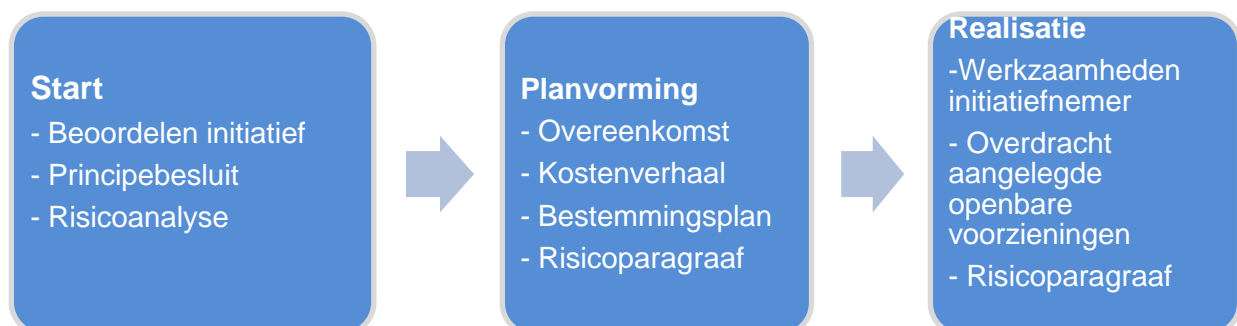 Start
- Beoordelen initiatief
- Principebesluit
- Risicoanalyse
Planvorming
- Overeenkomst
- Kostenverhaal
- Bestemmingsplan
- Risicoparagraaf
Realisatie
-Werkzaamheden
initiatiefnemer
- Overdracht
aangelegde
openbare
voorzieningen
- Risicoparagraaf